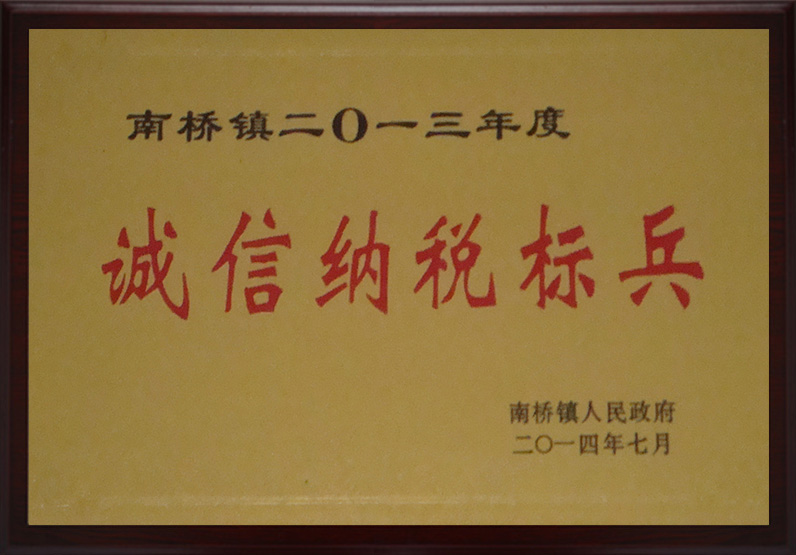 南桥镇二〇一三年度
诚信纳税标兵
南桥镇人民政府
二〇一四年七月